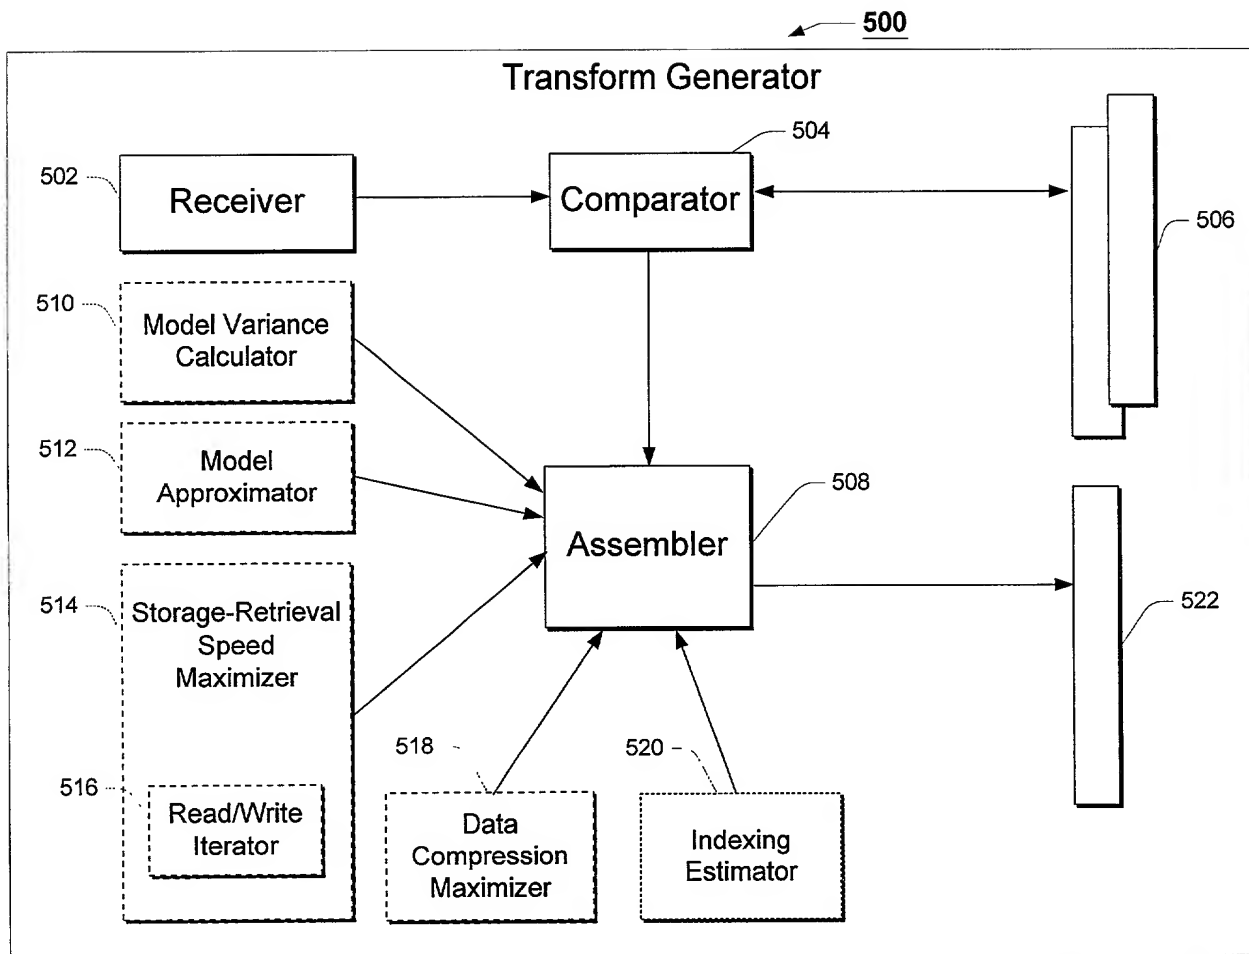 500
Transform Generator
504
502
Receiver
Comparator
506
510
Model Variance
Calculator
512
Model
Approximator
508
Assembler
514
Storage-Retrieval
Speed
Maximizer
522
518
520
516
Read/Write
Iterator
Data
Compression
Maximizer
Indexing
Estimator